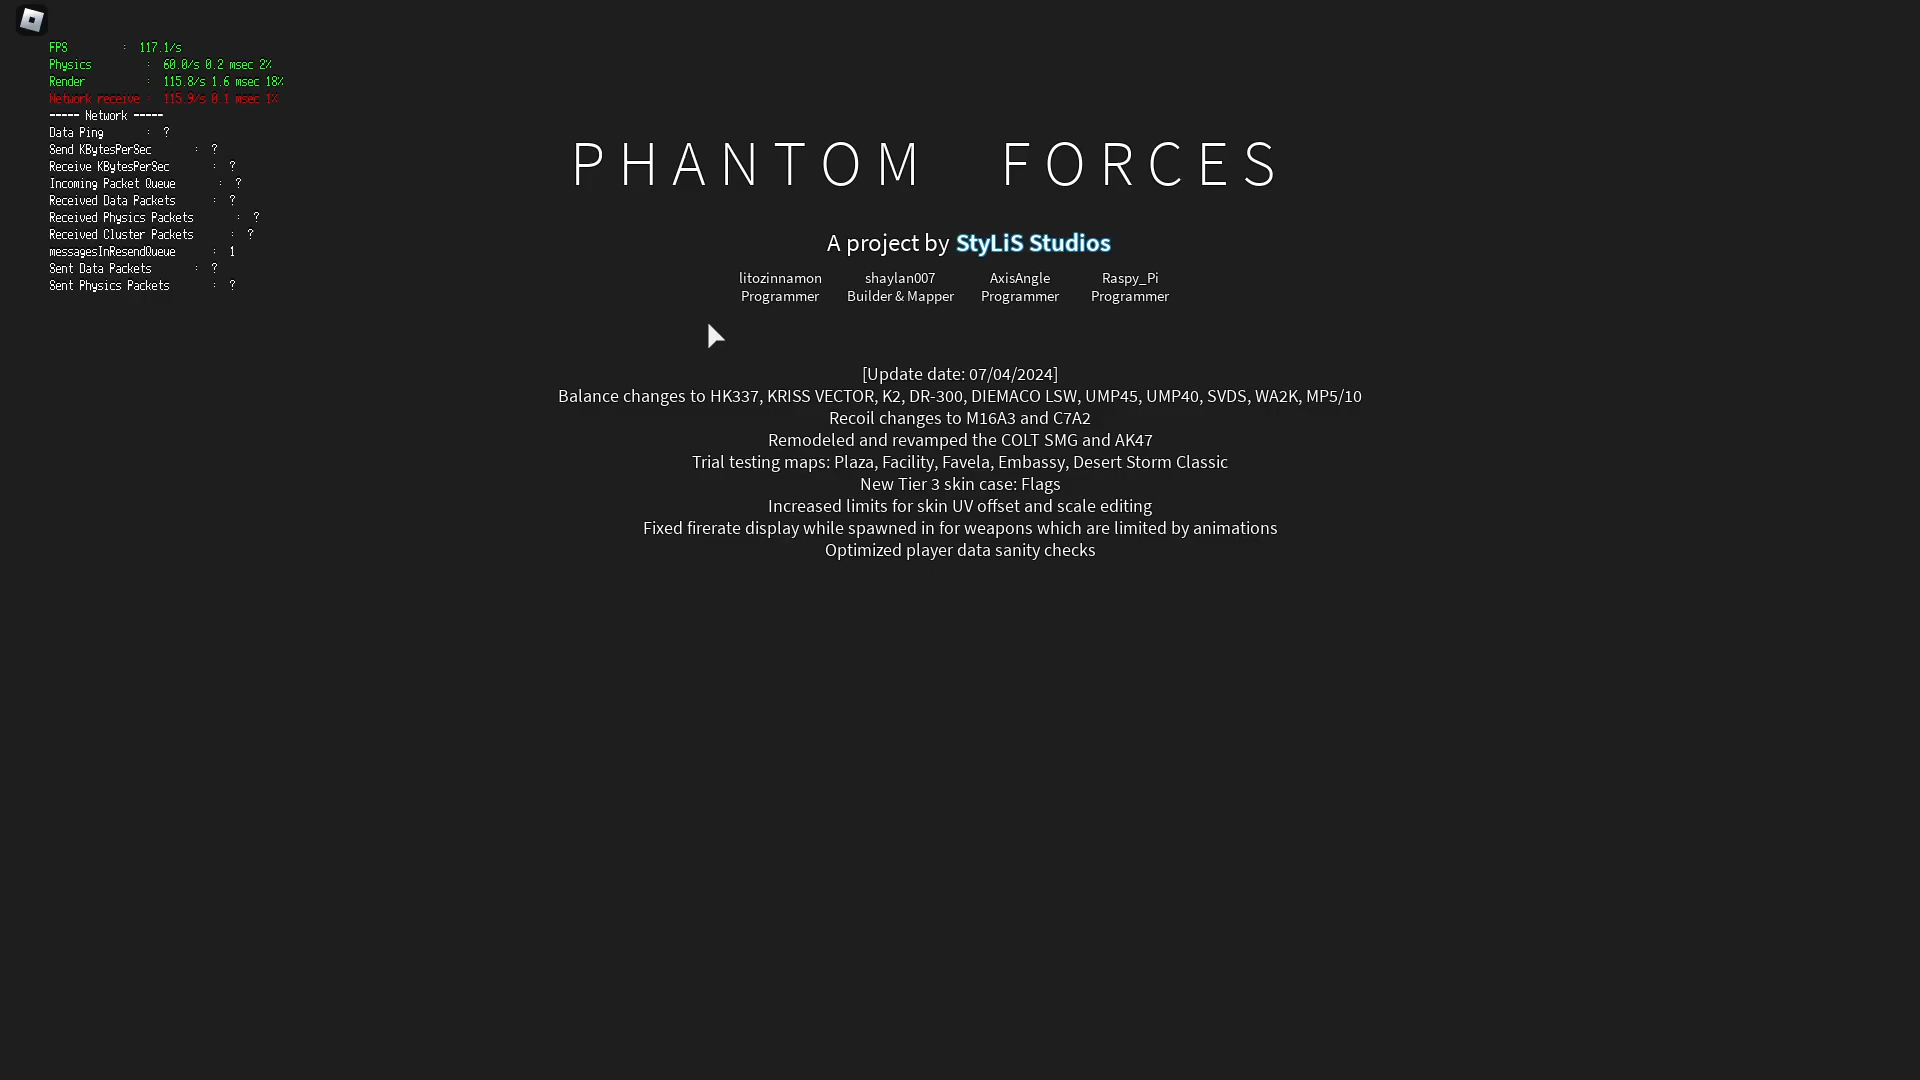 FPS : 117.1/s
Physics : 60.0/s 0.2 msec 2%
Render : 115.8/s 1.6 msec 18%
Network receive : 115.9/s 0.1 msec 1%
----- Network -----
Data Ping : ?
Send KBytesPerSec : ?
Receive KBytesPerSec : ?
Incoming Packet Queue : ?
Received Data Packets : ?
Received Physics Packets : ?
Received Cluster Packets : ?
messagesInResendQueue : 1
Sent Data Packets : ?
Sent Physics Packets : ?
PHANTOM FORCES
A project by StyLiS Studios
litozinnamon shaylan007 AxisAngle Raspy_Pi
Programmer Builder & Mapper Programmer Programmer
[Update date: 07/04/2024]
Balance changes to HK337, KRISS VECTOR, K2, DR-300, DIEMACO LSW, UMP45, UMP40, SVDS, WA2K, MP5/10
Recoil changes to M16A3 and C7A2
Remodeled and revamped the COLT SMG and AK47
Trial testing maps: Plaza, Facility, Favela, Embassy, Desert Storm Classic
New Tier 3 skin case: Flags
Increased limits for skin UV offset and scale editing
Fixed firerate display while spawned in for weapons which are limited by animations
Optimized player data sanity checks